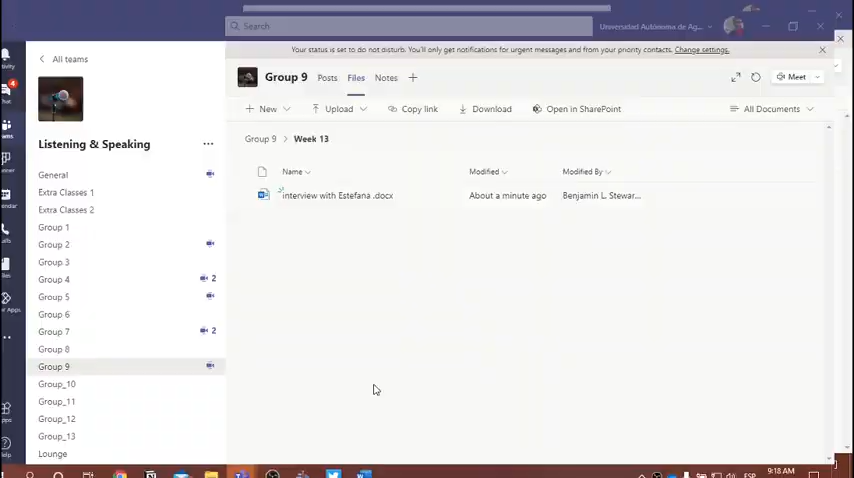 Search
Universidad Autónoma de Ag...
Your status is set to do not disturb. You'll only get notifications for urgent messages and from your priority contacts. Change settings.
All teams
Group 9
Posts
Files
Notes
Meet
4
New
Upload
Copy link
Download
Open in SharePoint
All Documents
Listening & Speaking
Group 9 > Week 13
Name
Modified
Modified By
General
Extra Classes 1
interview with Estefana .docx
About a minute ago
Benjamin L. Stewar...
Extra Classes 2
Group 1
Group 2
Group 3
Group 4
2
Group 5
Group 6
Group 7
2
Group 8
Group 9
Group_10
Group_11
Group_12
Group_13
Lounge
ESP
9:18 AM